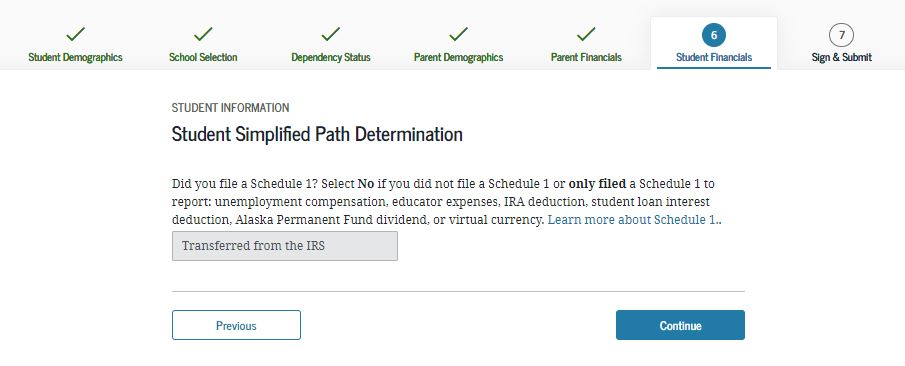 6
7
Student Demographics
School Selection
Dependency Status
Parent Demographics
Parent Financials
Student Financials
Sign & Submit
STUDENT INFORMATION
Student Simplified Path Determination
Did you file a Schedule 1? Select No if you did not file a Schedule 1 or only filed a Schedule 1 to
report: unemployment compensation, educator expenses, IRA deduction, student loan interest
deduction, Alaska Permanent Fund dividend, or virtual currency. Learn more about Schedule 1..
Transferred from the IRS
Previous
Continue